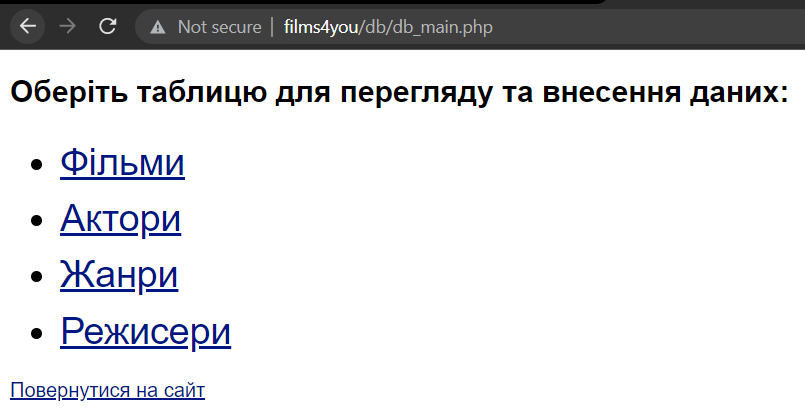 Not secure | films4you/db/db_main.php
Оберіть таблицю для перегляду та внесення даних:
Фільми
Актори
Жанри
Режисери
Повернутися на сайт